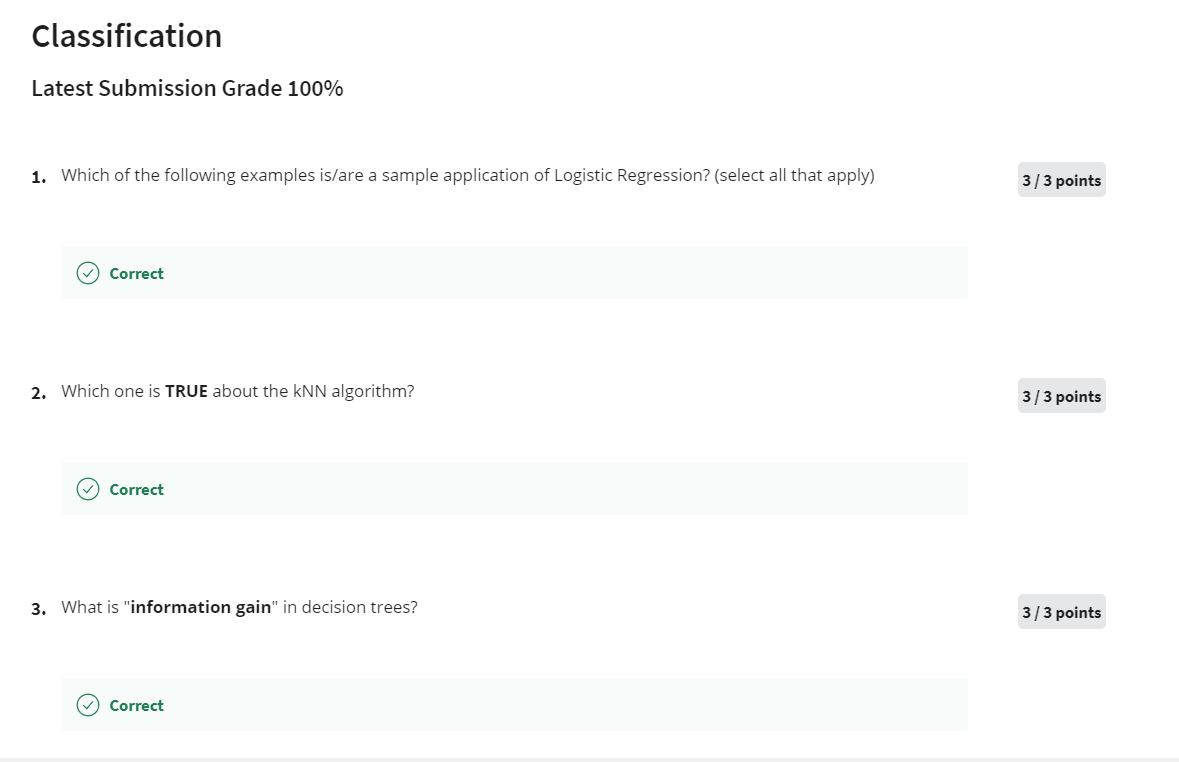 Classification
Latest Submission Grade 100%
1. Which of the following examples is/are a sample application of Logistic Regression? (select all that apply)
3 / 3 points
Correct
2. Which one is TRUE about the kNN algorithm?
3 / 3 points
Correct
3. What is "information gain" in decision trees?
3 / 3 points
Correct